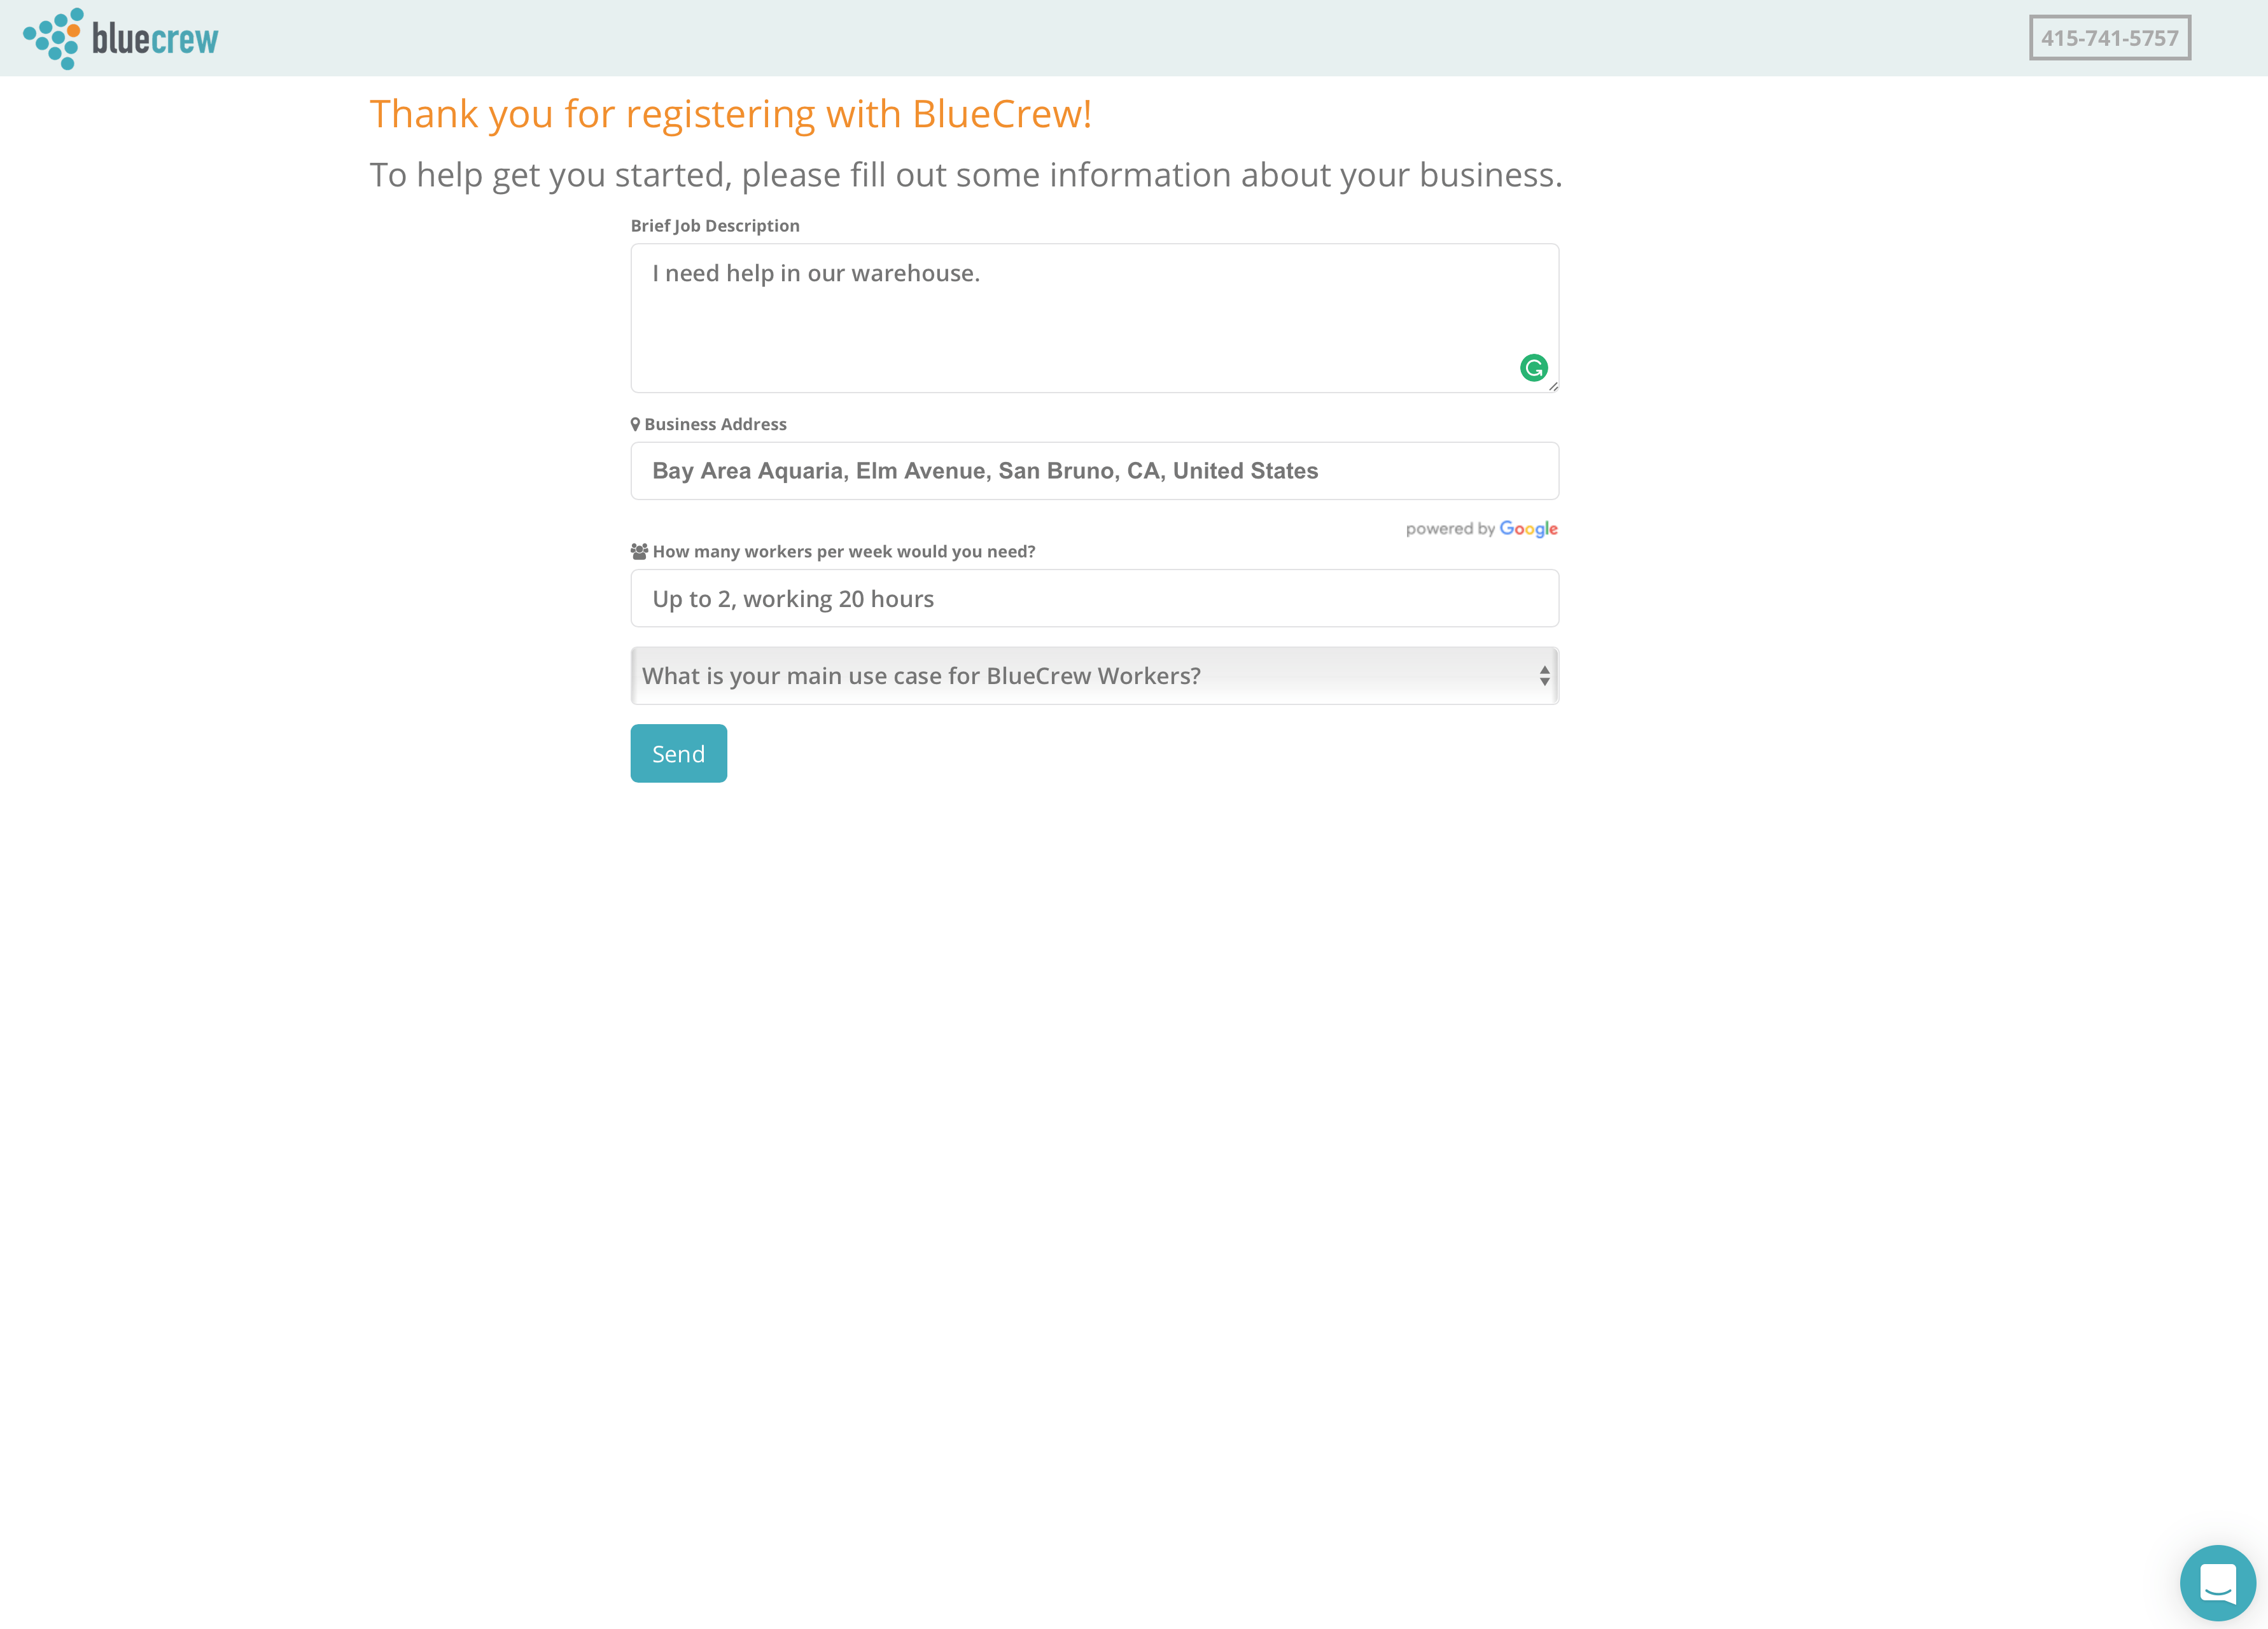 bluecrew
415-741-5757
Thank you for registering with BlueCrew!
To help get you started, please fill out some information about your business.
Brief Job Description
I need help in our warehouse.
Business Address
Bay Area Aquaria, Elm Avenue, San Bruno, CA, United States
powered by Google
How many workers per week would you need?
Up to 2, working 20 hours
What is your main use case for BlueCrew Workers?
Send